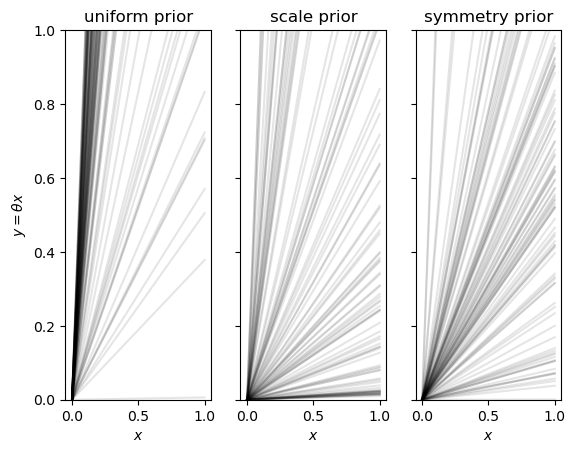 uniform prior
scale prior
symmetry prior
1.0
0.8
0.6
0.4
0.2
0.0
y = θx
0.0 0.5 1.0
0.0 0.5 1.0
0.0 0.5 1.0
x
x
x